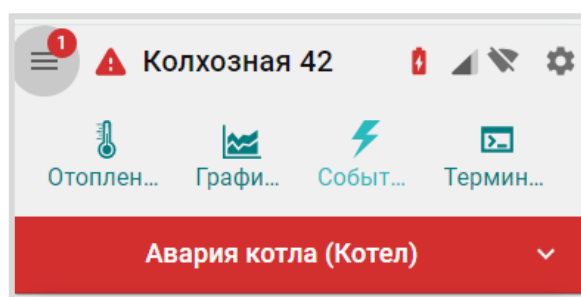 1
Колхозная 42
Отоплен... Графи... Событ... Термин...
Авария котла (Котел)